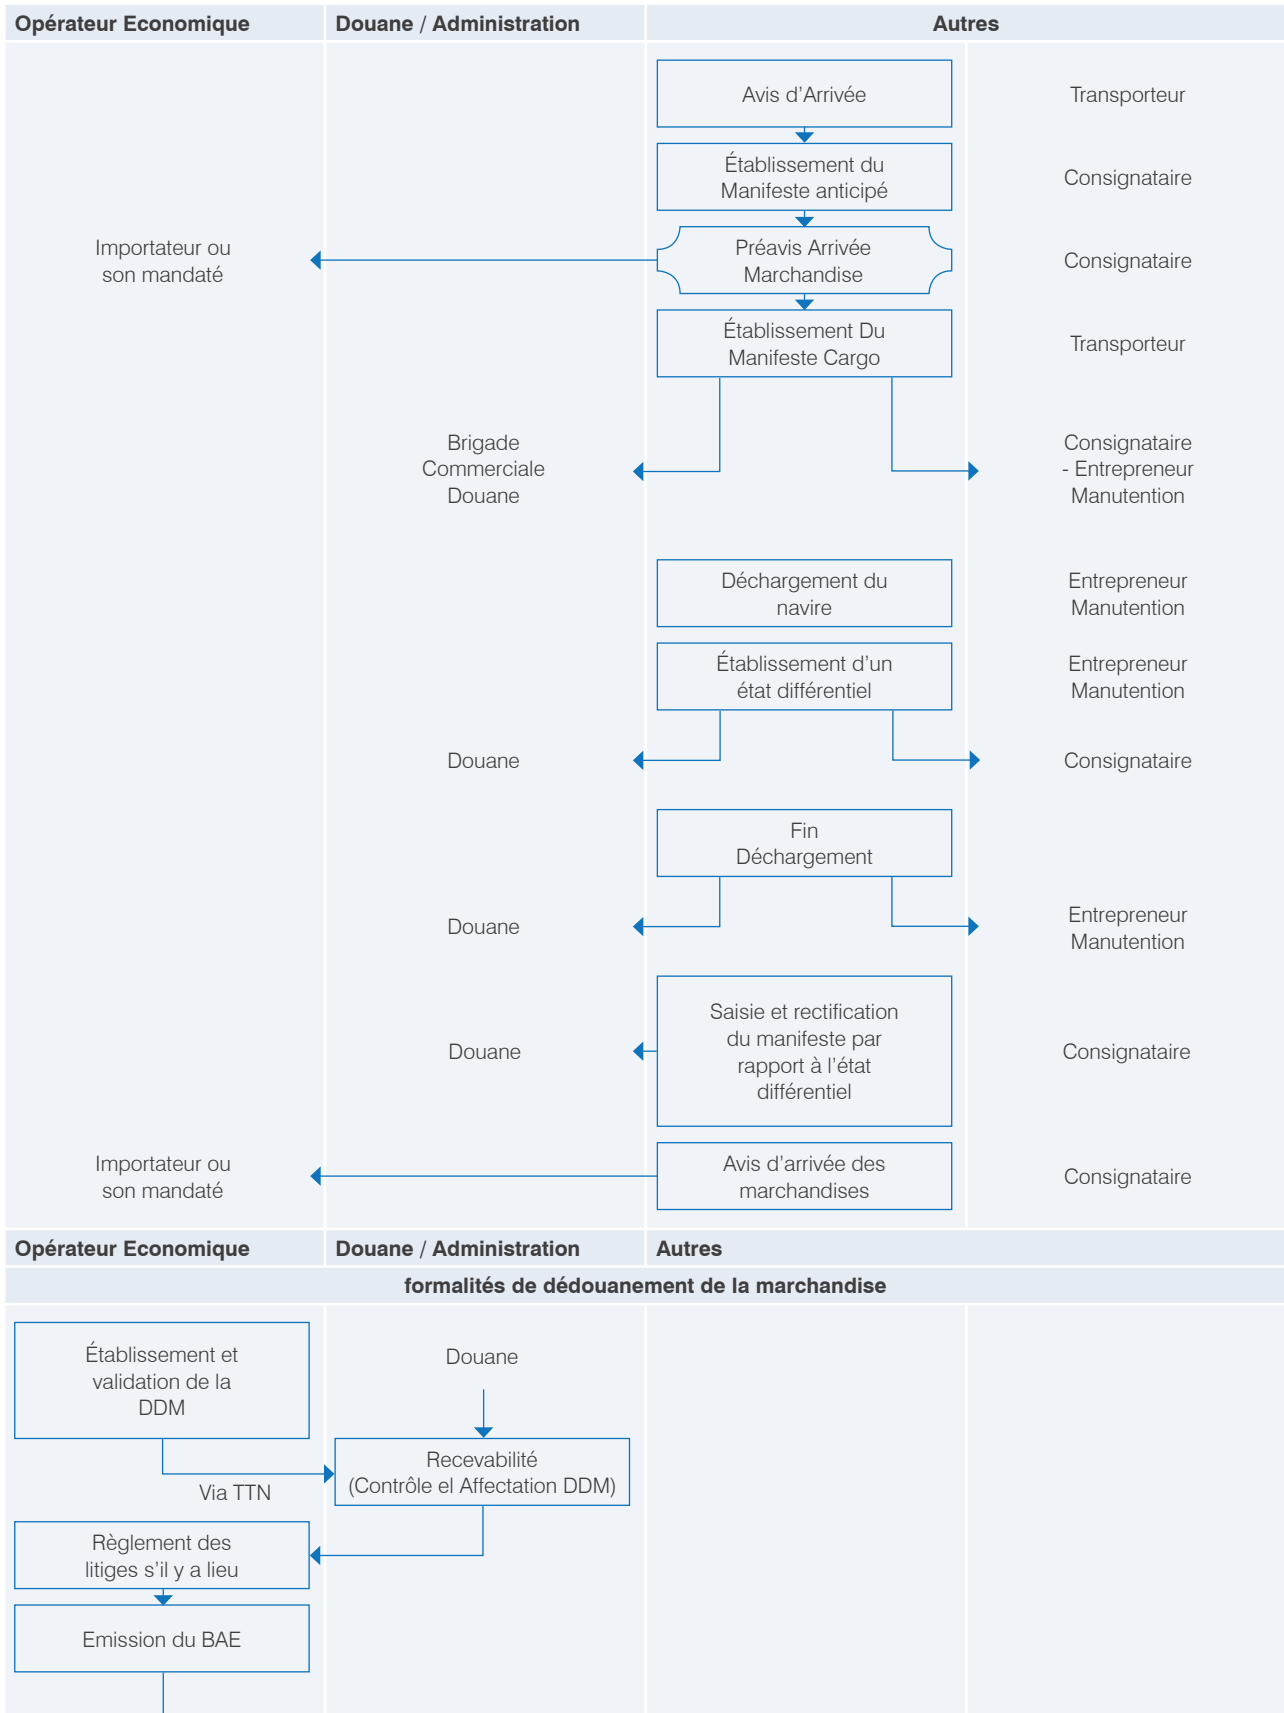 Opérateur Economique
Douane / Administration
Autres
Avis d'Arrivée
Transporteur
Établissement du
Manifeste anticipé
Consignataire
Importateur ou
son mandaté
Préavis Arrivée
Marchandise
Consignataire
Établissement Du
Manifeste Cargo
Transporteur
Brigade
Commerciale
Douane
Consignataire
- Entrepreneur
Manutention
Déchargement du
navire
Entrepreneur
Manutention
Établissement d'un
état différentiel
Entrepreneur
Manutention
Douane
Consignataire
Fin
Déchargement
Douane
Entrepreneur
Manutention
Saisie et rectification
du manifeste par
rapport à l'état
différentiel
Douane
Consignataire
Importateur ou
son mandaté
Avis d'arrivée des
marchandises
Consignataire
Opérateur Economique
Douane / Administration
Autres
formalités de dédouanement de la marchandise
Établissement et
validation de la
DDM
Douane
Recevabilité
(Contrôle el Affectation DDM)
Via TTN
Règlement des
litiges s'il y a lieu
Emission du BAE